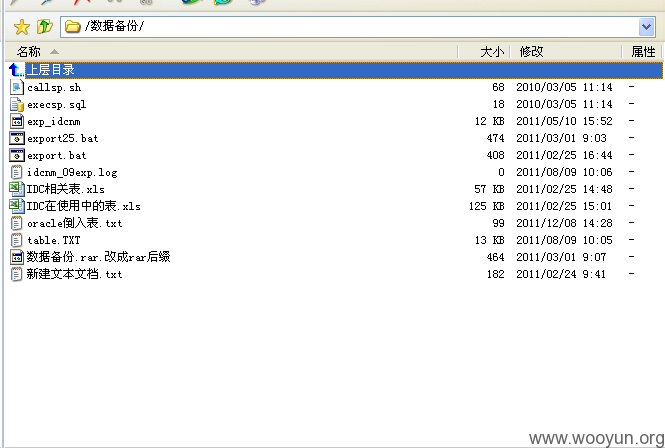 /数据备份/
名称 大小 修改 属性
上层目录
callsp.sh 68 2010/03/05 11:14 -
execsp.sql 18 2010/03/05 11:14 -
exp_idcnm 12 KB 2011/05/10 15:52 -
export25.bat 474 2011/03/01 9:03 -
export.bat 408 2011/02/25 16:44 -
idcnm_09exp.log 0 2011/08/09 10:06 -
IDC相关表.xls 57 KB 2011/02/25 14:48 -
IDC在使用中的表.xls 125 KB 2011/02/25 15:01 -
oracle倒入表.txt 99 2011/12/08 14:28 -
table.TXT 13 KB 2011/08/09 10:05 -
数据备份.rar.改成rar后缀 464 2011/03/01 9:07 -
新建文本文档.txt 182 2011/02/24 9:41 -
www.wooyun.org